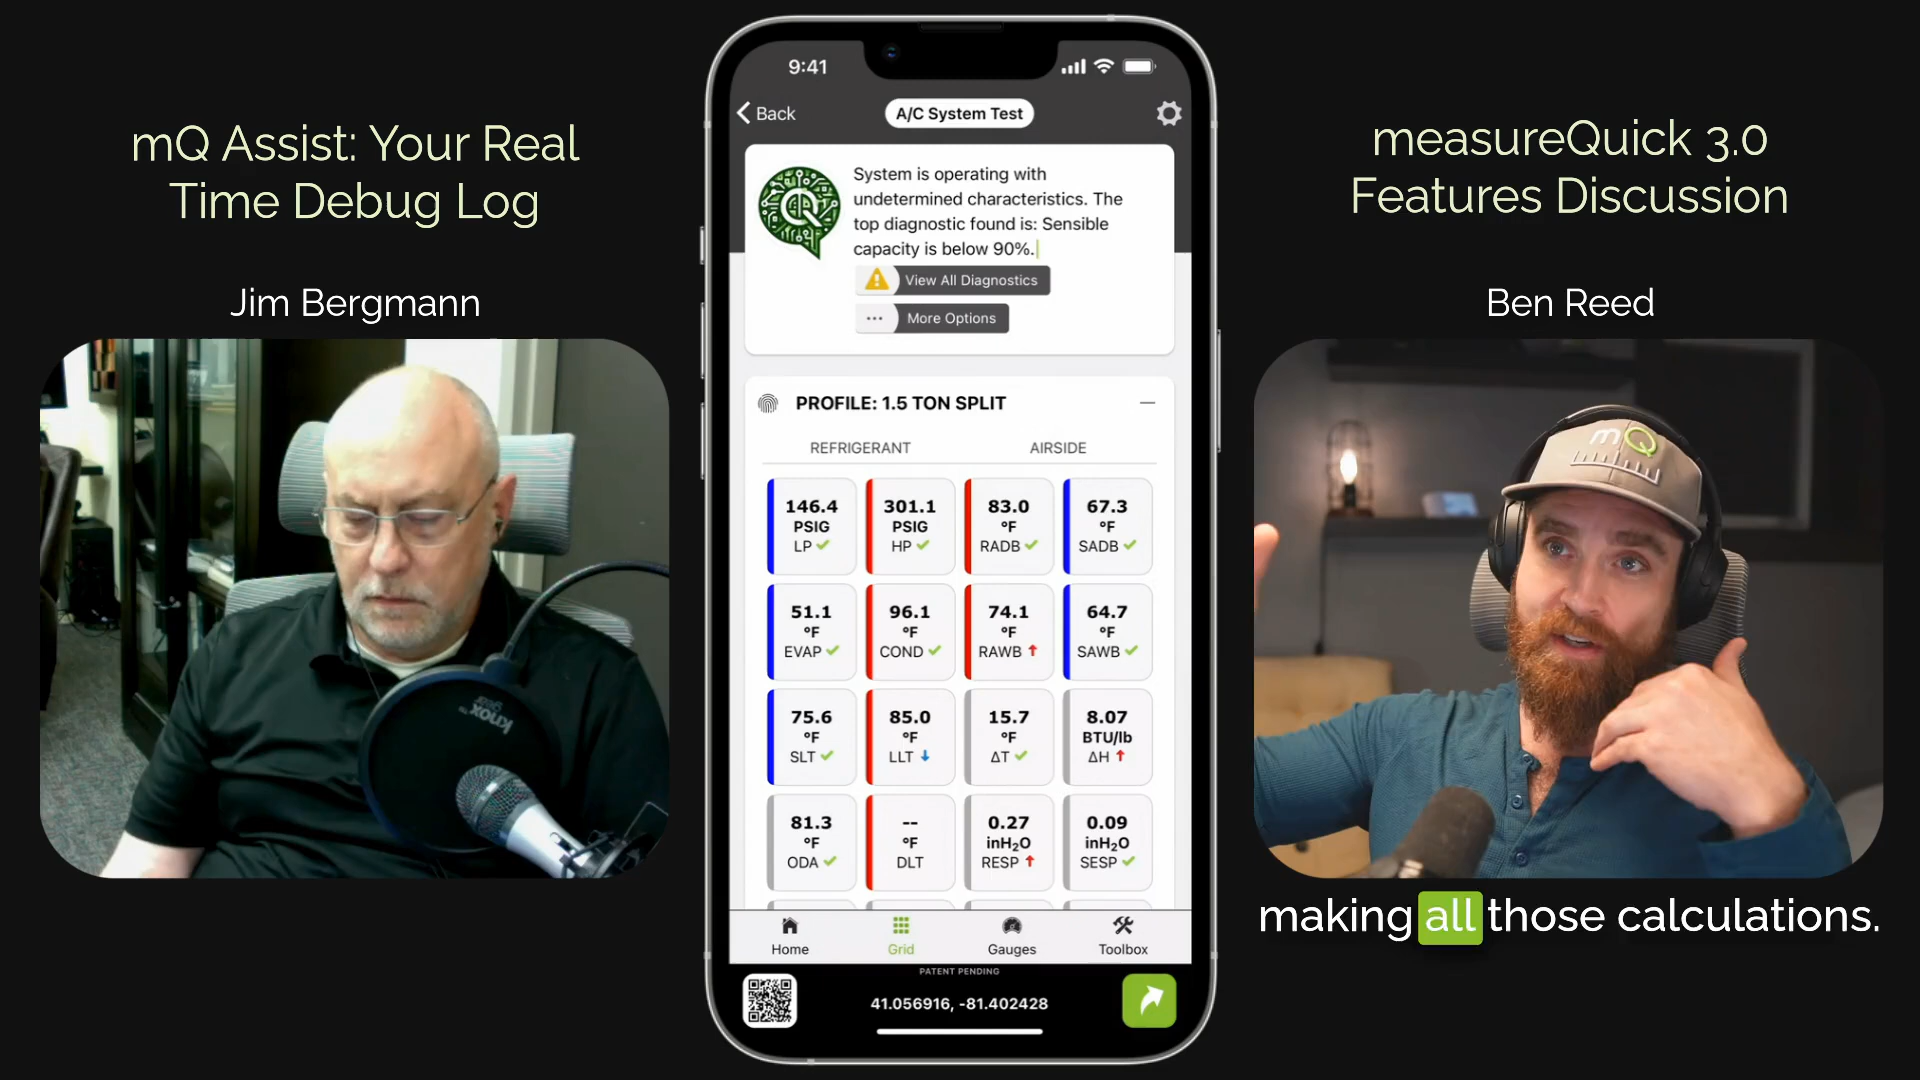 mQ Assist: Your Real
Time Debug Log
Jim Bergmann
knox
gear
9:41
Back
A/C System Test
System is operating with
undetermined characteristics. The
top diagnostic found is: Sensible
capacity is below 90%.
View All Diagnostics
More Options
PROFILE: 1.5 TON SPLIT
REFRIGERANT AIRSIDE
146.4 301.1 83.0 67.3
PSIG PSIG °F °F
LP HP RADB SADB
51.1 96.1 74.1 64.7
°F °F °F °F
EVAP COND RAWB SAWB
75.6 85.0 15.7 8.07
°F °F °F BTU/lb
SLT LLT ΔT ΔH
81.3 -- 0.27 0.09
°F °F inH₂O inH₂O
ODA DLT RESP SESP
Home Grid Gauges Toolbox
PATENT PENDING
41.056916, -81.402428
measureQuick 3.0
Features Discussion
Ben Reed
mQ
making all those calculations.